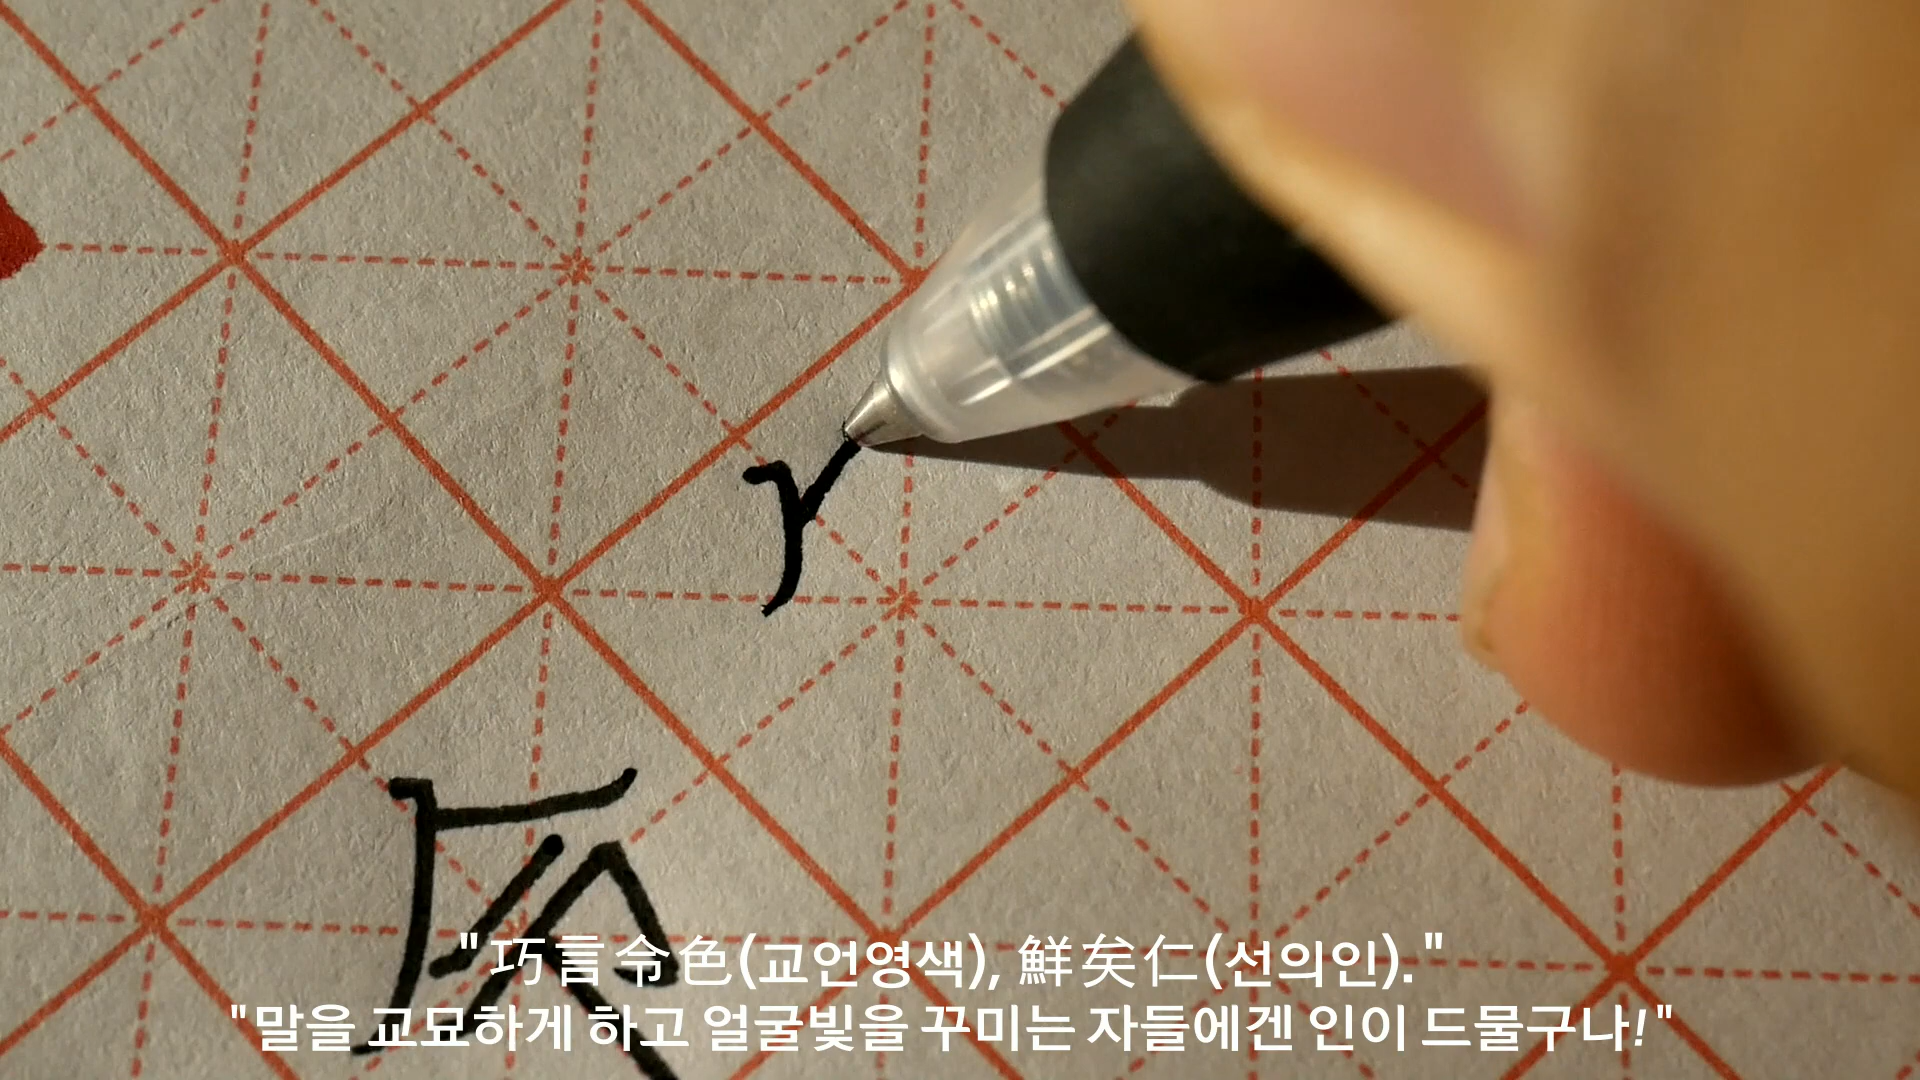 "巧言令色(교언영색), 鮮矣仁(선의인)."
"말을 교묘하게 하고 얼굴빛을 꾸미는 자들에겐 인이 드물구나!"